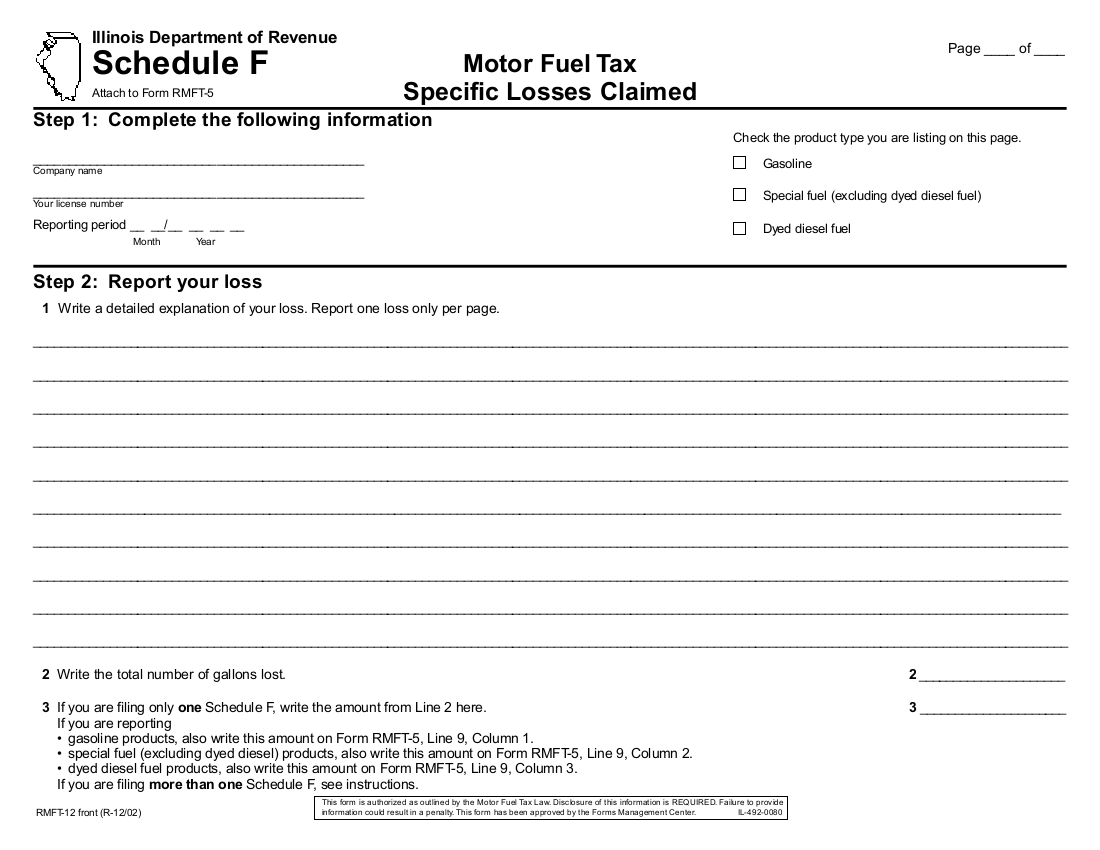 Illinois Department of Revenue
Schedule F
Attach to Form RMFT-5
Motor Fuel Tax
Specific Losses Claimed
Page ____ of ____
Step 1:  Complete the following information
Company name
Your license number
Reporting period __ __/__ __ __ __
Month Year
Check the product type you are listing on this page.
Gasoline
Special fuel (excluding dyed diesel fuel)
Dyed diesel fuel
Step 2:  Report your loss
1 Write a detailed explanation of your loss. Report one loss only per page.
2 Write the total number of gallons lost. 2 ____________________
3 If you are filing only one Schedule F, write the amount from Line 2 here. 3 ____________________
If you are reporting
• gasoline products, also write this amount on Form RMFT-5, Line 9, Column 1.
• special fuel (excluding dyed diesel) products, also write this amount on Form RMFT-5, Line 9, Column 2.
• dyed diesel fuel products, also write this amount on Form RMFT-5, Line 9, Column 3.
If you are filing more than one Schedule F, see instructions.
RMFT-12 front (R-12/02)
This form is authorized as outlined by the Motor Fuel Tax Law. Disclosure of this information is REQUIRED. Failure to provide
information could result in a penalty. This form has been approved by the Forms Management Center. IL-492-0080